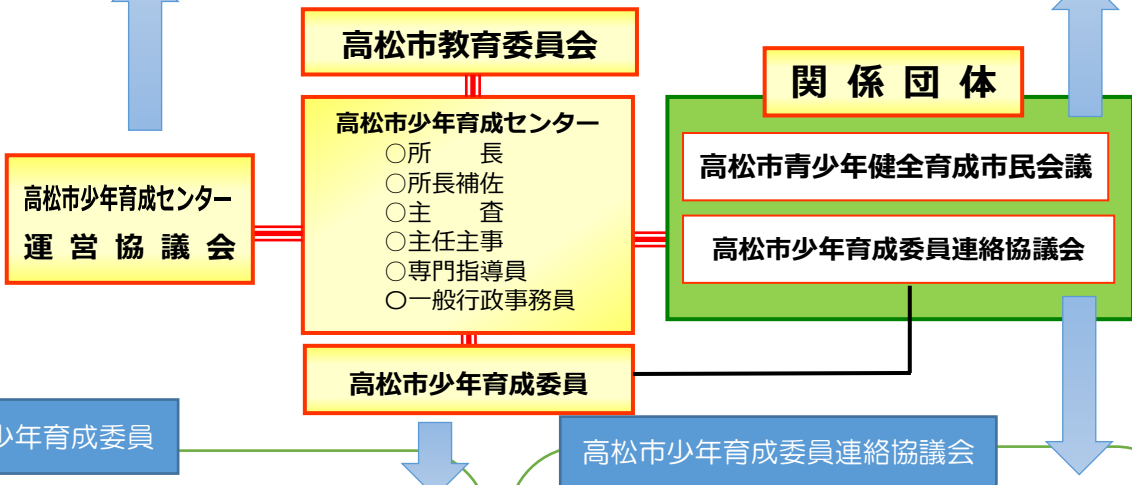 高松市教育委員会
関 係 団 体
高松市少年育成センター
○所　　長
○所長補佐
○主　　査
○主任主事
○専門指導員
〇一般行政事務員
高松市青少年健全育成市民会議
高松市少年育成センター
運 営 協 議 会
高松市少年育成委員連絡協議会
高松市少年育成委員
少年育成委員
高松市少年育成委員連絡協議会